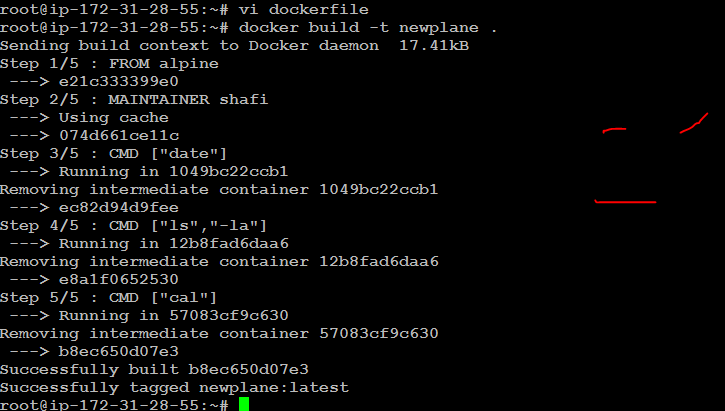 root@ip-172-31-28-55:~# vi dockerfile
root@ip-172-31-28-55:~# docker build -t newplane .
Sending build context to Docker daemon  17.41kB
Step 1/5 : FROM alpine
 ---> e21c333399e0
Step 2/5 : MAINTAINER shafi
 ---> Using cache
 ---> 074d661ce11c
Step 3/5 : CMD ["date"]
 ---> Running in 1049bc22ccb1
Removing intermediate container 1049bc22ccb1
 ---> ec82d94d9fee
Step 4/5 : CMD ["ls","-la"]
 ---> Running in 12b8fad6daa6
Removing intermediate container 12b8fad6daa6
 ---> e8a1f0652530
Step 5/5 : CMD ["cal"]
 ---> Running in 57083cf9c630
Removing intermediate container 57083cf9c630
 ---> b8ec650d07e3
Successfully built b8ec650d07e3
Successfully tagged newplane:latest
root@ip-172-31-28-55:~#